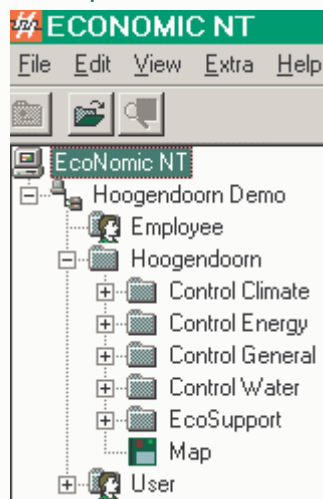 ECONOMIC NT
File Edit View Extra Help
EcoNomic NT
Hoogendoorn Demo
Employee
Hoogendoorn
Control Climate
Control Energy
Control General
Control Water
EcoSupport
Map
User